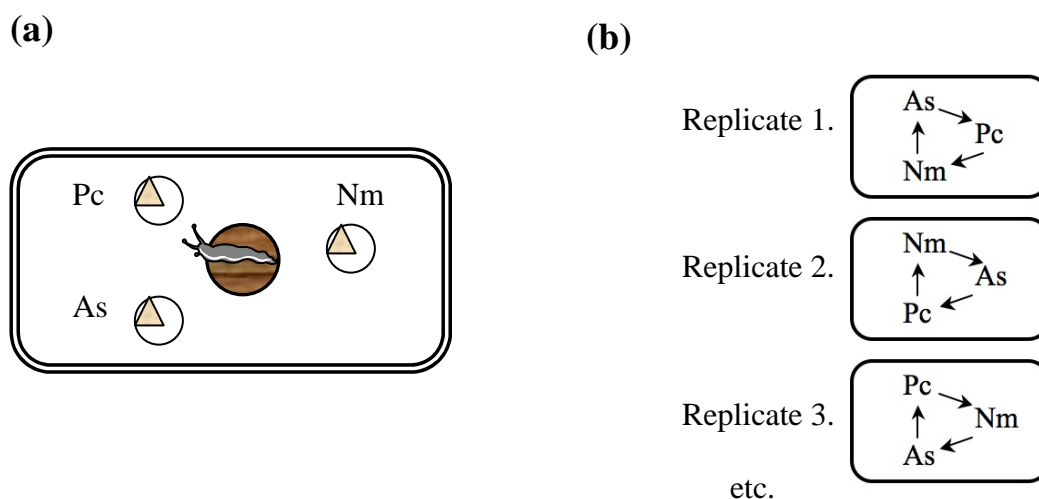 (a)
Pc
Nm
As
(b)
Replicate 1.
As
Pc
Nm
Replicate 2.
Nm
As
Pc
Replicate 3.
Pc
Nm
As
etc.